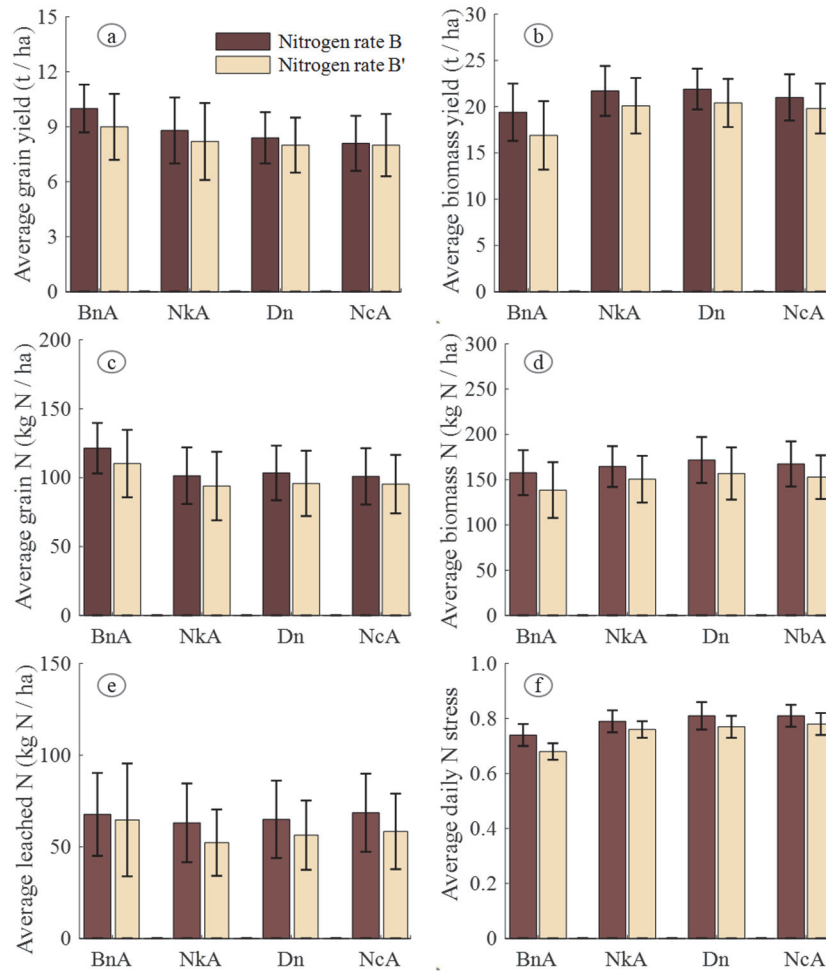 a
Nitrogen rate B
Nitrogen rate B'
Average grain yield (t / ha)
15
12
9
6
3
0
BnA NkA Dn NcA
b
Average biomass yield (t / ha)
30
25
20
15
10
5
0
BnA NkA Dn NcA
c
Average grain N (kg N / ha)
200
150
100
50
0
BnA NkA Dn NcA
d
Average biomass N (kg N / ha)
300
250
200
150
100
50
0
BnA NkA Dn NbA
e
Average leached N (kg N / ha)
150
100
50
0
BnA NkA Dn NcA
f
Average daily N stress
1.0
0.8
0.6
0.4
0.2
0
BnA NkA Dn NcA